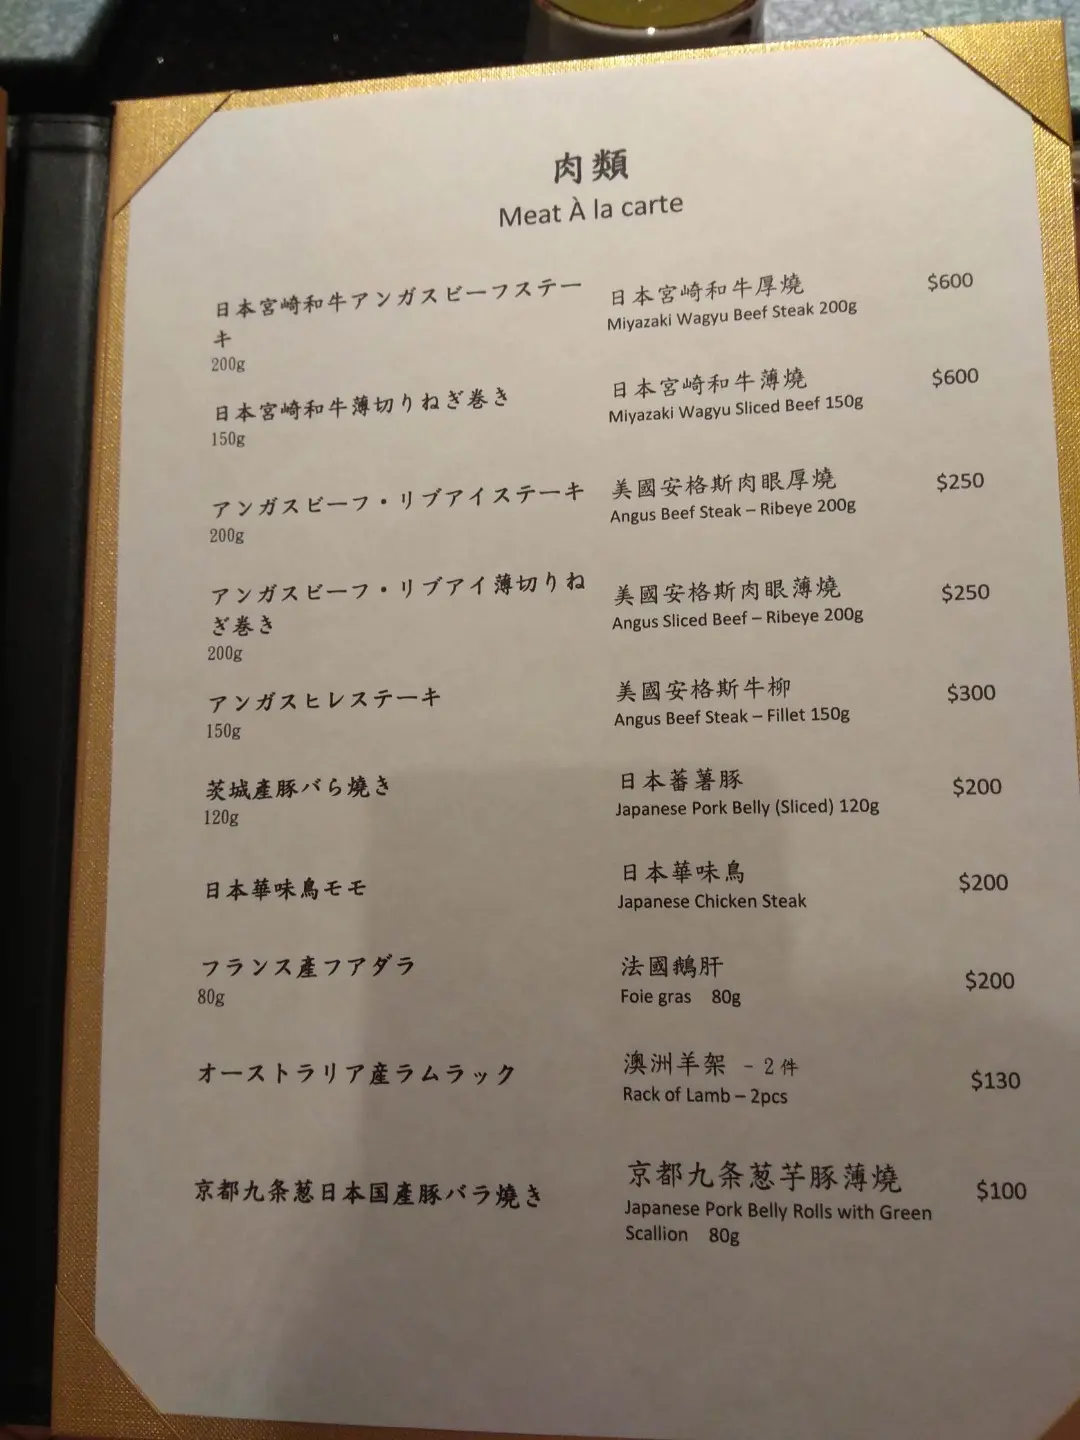 肉類
Meat À la carte
日本宮崎和牛アンガスビーフステー
キ
200g
日本宮崎和牛厚燒
Miyazaki Wagyu Beef Steak 200g
$600
日本宮崎和牛薄切りねぎ巻き
150g
日本宮崎和牛薄燒
Miyazaki Wagyu Sliced Beef 150g
$600
アンガスビーフ・リブアイステーキ
200g
美國安格斯肉眼厚燒
Angus Beef Steak – Ribeye 200g
$250
アンガスビーフ・リブアイ薄切りね
ぎ巻き
200g
美國安格斯肉眼薄燒
Angus Sliced Beef – Ribeye 200g
$250
アンガスヒレステーキ
150g
美國安格斯牛柳
Angus Beef Steak – Fillet 150g
$300
茨城産豚バら燒き
120g
日本蕃薯豚
Japanese Pork Belly (Sliced) 120g
$200
日本華味鳥モモ
日本華味鳥
Japanese Chicken Steak
$200
フランス産フアダラ
80g
法國鵝肝
Foie gras 80g
$200
オーストラリア産ラムラック
澳洲羊架 - 2件
Rack of Lamb – 2pcs
$130
京都九条葱日本国産豚バラ燒き
京都九条葱芋豚薄燒
Japanese Pork Belly Rolls with Green
Scallion 80g
$100